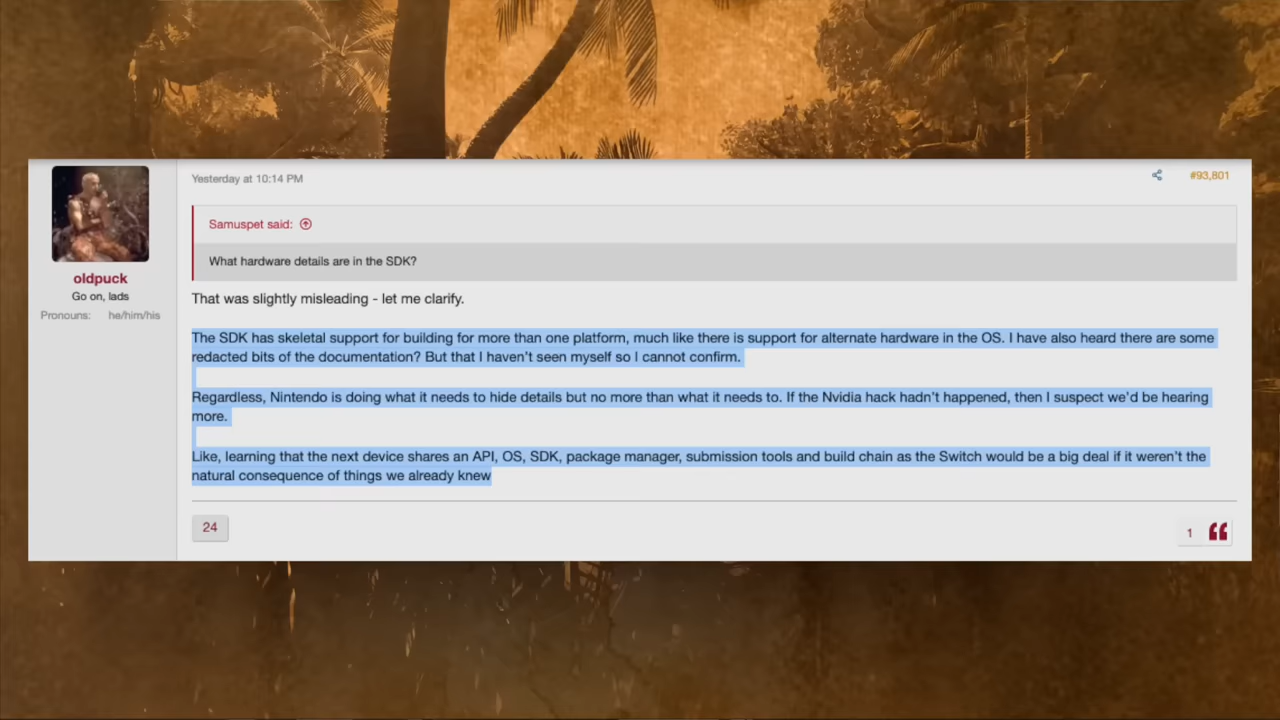 Yesterday at 10:14 PM
#93,801
oldpuck
Go on, lads
Pronouns: he/him/his
Samuspet said:
What hardware details are in the SDK?
That was slightly misleading - let me clarify.
The SDK has skeletal support for building for more than one platform, much like there is support for alternate hardware in the OS. I have also heard there are some
redacted bits of the documentation? But that I haven't seen myself so I cannot confirm.
Regardless, Nintendo is doing what it needs to hide details but no more than what it needs to. If the Nvidia hack hadn't happened, then I suspect we'd be hearing
more.
Like, learning that the next device shares an API, OS, SDK, package manager, submission tools and build chain as the Switch would be a big deal if it weren't the
natural consequence of things we already knew
24
1